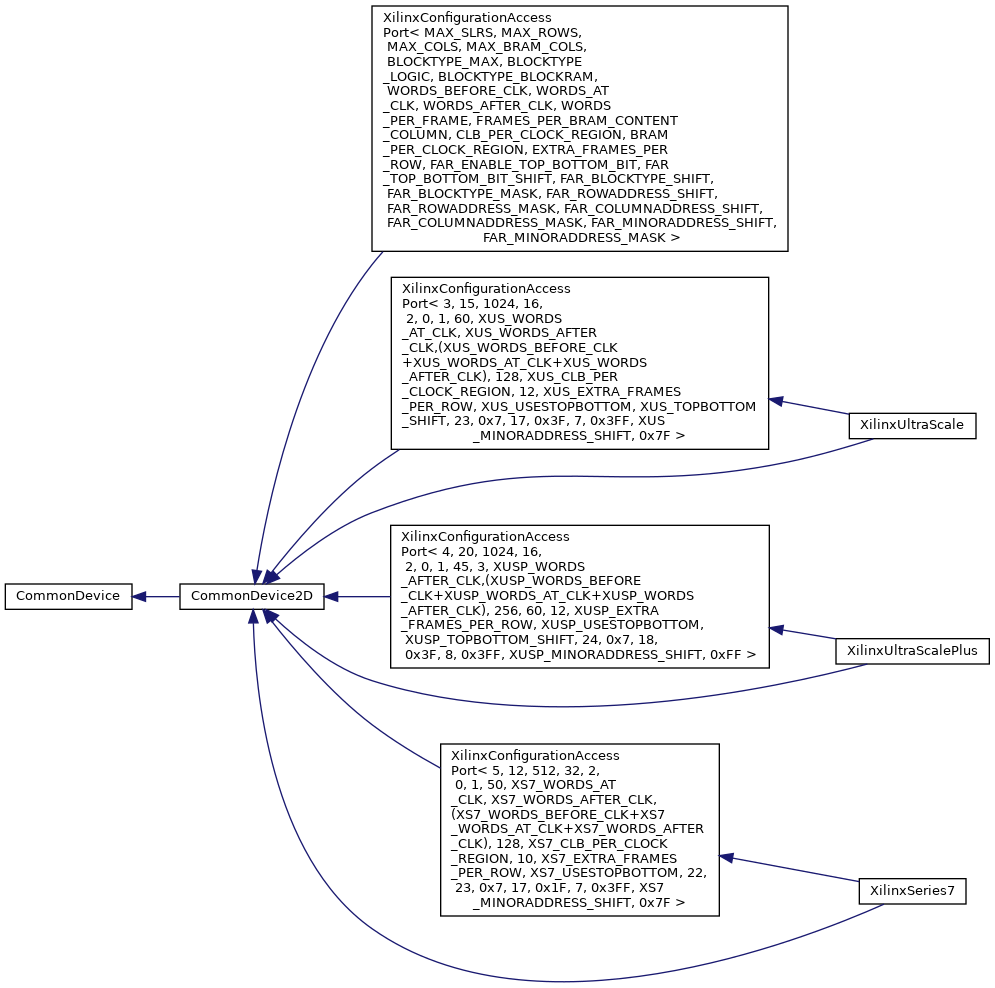 XilinxConfigurationAccess
Port< MAX_SLRS, MAX_ROWS,
MAX_COLS, MAX_BRAM_COLS,
BLOCKTYPE_MAX, BLOCKTYPE
_LOGIC, BLOCKTYPE_BLOCKRAM,
WORDS_BEFORE_CLK, WORDS_AT
_CLK, WORDS_AFTER_CLK, WORDS
_PER_FRAME, FRAMES_PER_BRAM_CONTENT
_COLUMN, CLB_PER_CLOCK_REGION, BRAM
_PER_CLOCK_REGION, EXTRA_FRAMES_PER
_ROW, FAR_ENABLE_TOP_BOTTOM_BIT, FAR
_TOP_BOTTOM_BIT_SHIFT, FAR_BLOCKTYPE_SHIFT,
FAR_BLOCKTYPE_MASK, FAR_ROWADDRESS_SHIFT,
FAR_ROWADDRESS_MASK, FAR_COLUMNADDRESS_SHIFT,
FAR_COLUMNADDRESS_MASK, FAR_MINORADDRESS_SHIFT,
FAR_MINORADDRESS_MASK >
XilinxConfigurationAccess
Port< 3, 15, 1024, 16,
2, 0, 1, 60, XUS_WORDS
_AT_CLK, XUS_WORDS_AFTER
_CLK,(XUS_WORDS_BEFORE_CLK
+XUS_WORDS_AT_CLK+XUS_WORDS
_AFTER_CLK), 128, XUS_CLB_PER
_CLOCK_REGION, 12, XUS_EXTRA_FRAMES
_PER_ROW, XUS_USESTOPBOTTOM, XUS_TOPBOTTOM
_SHIFT, 23, 0x7, 17, 0x3F, 7, 0x3FF, XUS
_MINORADDRESS_SHIFT, 0x7F >
XilinxUltraScale
XilinxConfigurationAccess
Port< 4, 20, 1024, 16,
2, 0, 1, 45, 3, XUSP_WORDS
_AFTER_CLK,(XUSP_WORDS_BEFORE
_CLK+XUSP_WORDS_AT_CLK+XUSP_WORDS
_AFTER_CLK), 256, 60, 12, XUSP_EXTRA
_FRAMES_PER_ROW, XUSP_USESTOPBOTTOM,
XUSP_TOPBOTTOM_SHIFT, 24, 0x7, 18,
0x3F, 8, 0x3FF, XUSP_MINORADDRESS_SHIFT, 0xFF >
CommonDevice
CommonDevice2D
XilinxUltraScalePlus
XilinxConfigurationAccess
Port< 5, 12, 512, 32, 2,
0, 1, 50, XS7_WORDS_AT
_CLK, XS7_WORDS_AFTER_CLK,
(XS7_WORDS_BEFORE_CLK+XS7
_WORDS_AT_CLK+XS7_WORDS_AFTER
_CLK), 128, XS7_CLB_PER_CLOCK
_REGION, 10, XS7_EXTRA_FRAMES
_PER_ROW, XS7_USESTOPBOTTOM, 22,
23, 0x7, 17, 0x1F, 7, 0x3FF, XS7
_MINORADDRESS_SHIFT, 0x7F >
XilinxSeries7